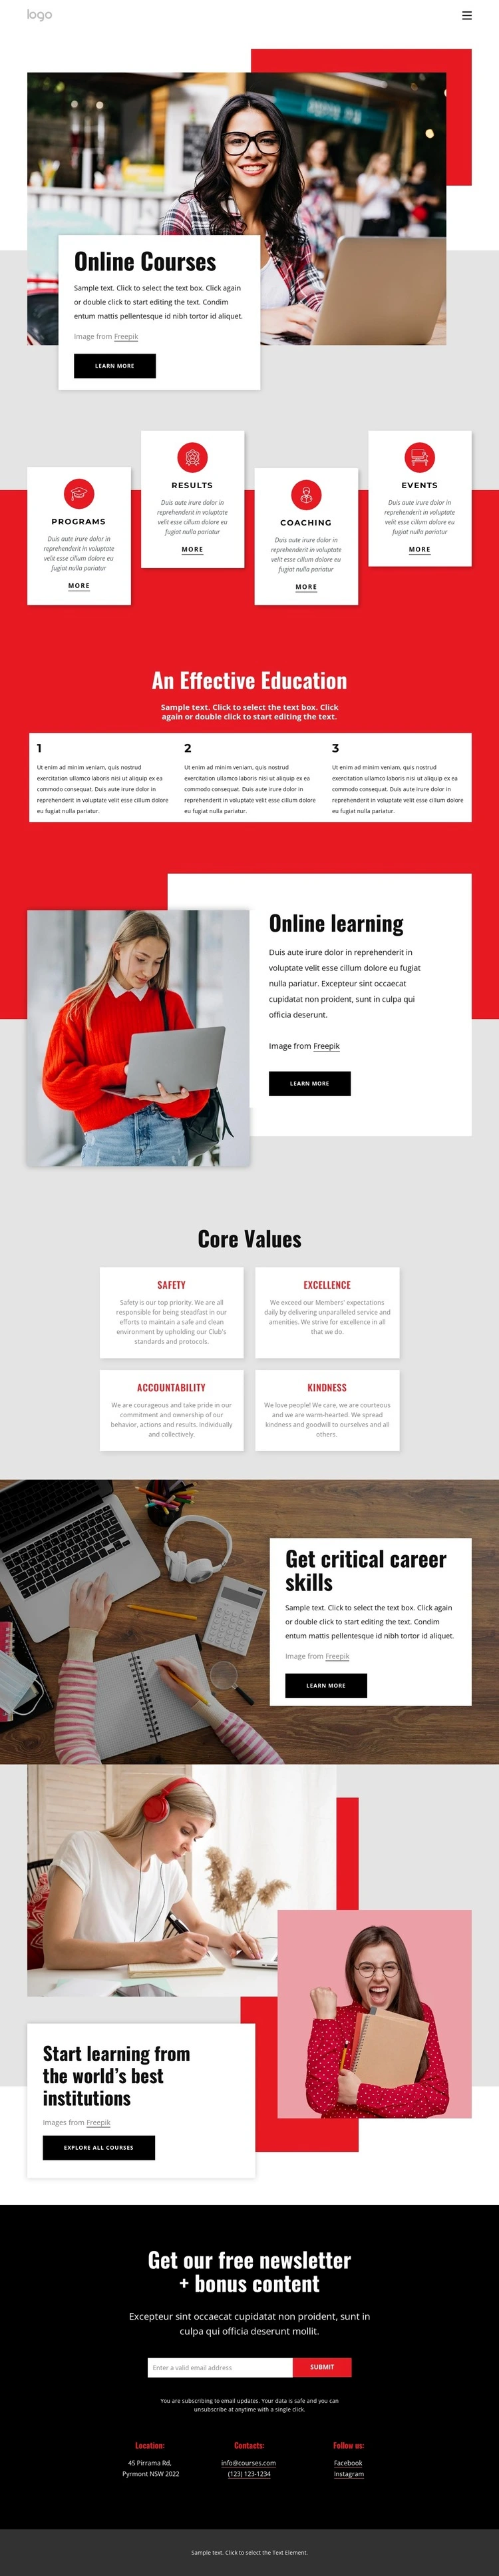 logo
Online Courses
Sample text. Click to select the text box. Click again
or double click to start editing the text. Condim
entum mattis pellentesque id nibh tortor id aliquet.
Image from Freepik
LEARN MORE
PROGRAMS
Duis aute irure dolor in
reprehenderit in voluptate
velit esse cillum dolore eu
fugiat nulla pariatur
MORE
RESULTS
Duis aute irure dolor in
reprehenderit in voluptate
velit esse cillum dolore eu
fugiat nulla pariatur
MORE
COACHING
Duis aute irure dolor in
reprehenderit in voluptate
velit esse cillum dolore eu
fugiat nulla pariatur
MORE
EVENTS
Duis aute irure dolor in
reprehenderit in voluptate
velit esse cillum dolore eu
fugiat nulla pariatur
MORE
An Effective Education
Sample text. Click to select the text box. Click
again or double click to start editing the text.
1
Ut enim ad minim veniam, quis nostrud
exercitation ullamco laboris nisi ut aliquip ex ea
commodo consequat. Duis aute irure dolor in
reprehenderit in voluptate velit esse cillum dolore
eu fugiat nulla pariatur.
2
Ut enim ad minim veniam, quis nostrud
exercitation ullamco laboris nisi ut aliquip ex ea
commodo consequat. Duis aute irure dolor in
reprehenderit in voluptate velit esse cillum dolore
eu fugiat nulla pariatur.
3
Ut enim ad minim veniam, quis nostrud
exercitation ullamco laboris nisi ut aliquip ex ea
commodo consequat. Duis aute irure dolor in
reprehenderit in voluptate velit esse cillum dolore
eu fugiat nulla pariatur.
Online learning
Duis aute irure dolor in reprehenderit in
voluptate velit esse cillum dolore eu fugiat
nulla pariatur. Excepteur sint occaecat
cupidatat non proident, sunt in culpa qui
officia deserunt.
Image from Freepik
LEARN MORE
Core Values
SAFETY
Safety is our top priority. We are all
responsible for being steadfast in our
efforts to maintain a safe and clean
environment by upholding our Club's
standards and protocols.
EXCELLENCE
We exceed our Members' expectations
daily by delivering unparalleled service and
amenities. We strive for excellence in all
that we do.
ACCOUNTABILITY
We are courageous and take pride in our
commitment and ownership of our
behavior, actions and results. Individually
and collectively.
KINDNESS
We love people! We care, we are courteous
and we are warm-hearted. We spread
kindness and goodwill to ourselves and all
others.
Get critical career
skills
Sample text. Click to select the text box. Click again
or double click to start editing the text. Condim
entum mattis pellentesque id nibh tortor id aliquet.
Image from Freepik
LEARN MORE
Start learning from
the world's best
institutions
Images from Freepik
EXPLORE ALL COURSES
Get our free newsletter
+ bonus content
Excepteur sint occaecat cupidatat non proident, sunt in
culpa qui officia deserunt mollit.
Enter a valid email address
SUBMIT
You are subscribing to email updates. Your data is safe and you can
unsubscribe at anytime with a single click.
Location:
45 Pirrama Rd,
Pyrmont NSW 2022
Contacts:
info@courses.com
(123) 123-1234
Follow us:
Facebook
Instagram
Sample text. Click to select the Text Element.